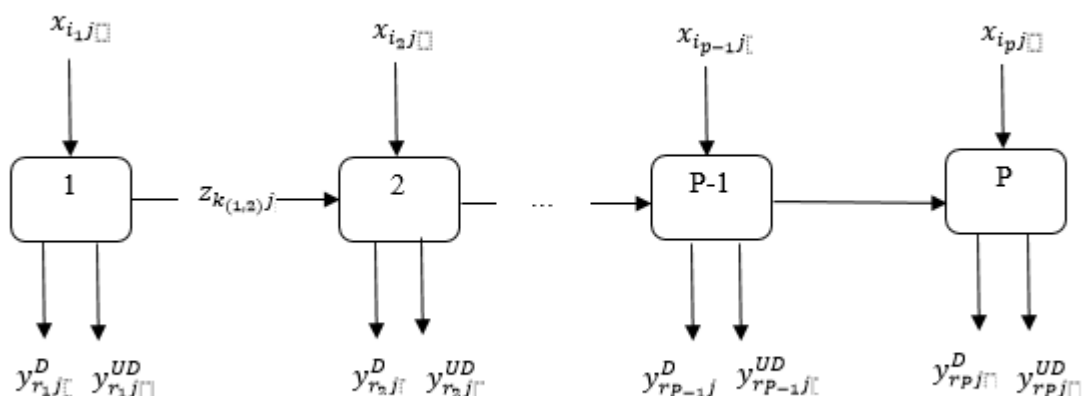 x_{i_1 j} x_{i_2 j} x_{i_{p-1} j} x_{i_p j}
1 z_{k_{(1,2)} j} 2 ... P-1 P
y^D_{r_1 j} y^{UD}_{r_1 j} y^D_{r_2 j} y^{UD}_{r_2 j} y^D_{r_{P-1} j} y^{UD}_{r_{P-1} j} y^D_{r_P j} y^{UD}_{r_P j}